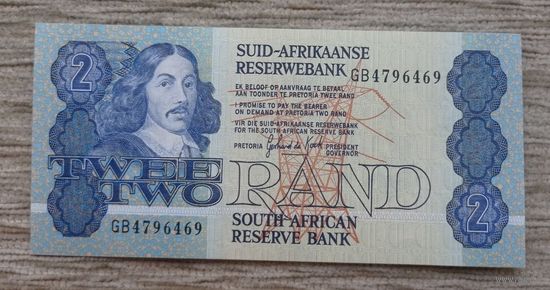 2
SUID-AFRIKAANSE
RESERWEBANK
GB4796469
EK BELOOF OP AANVRAAG TE BETAAL
AAN TOONDER TE PRETORIA TWEE RAND
I PROMISE TO PAY THE BEARER
ON DEMAND AT PRETORIA TWO RAND
VIR DIE SUID-AFRIKAANSE RESERWEBANK
FOR THE SOUTH AFRICAN RESERVE BANK
PRETORIA PRESIDENT
GOVERNOR
TWEE
TWO
RAND
GB4796469
SOUTH AFRICAN
RESERVE BANK
2